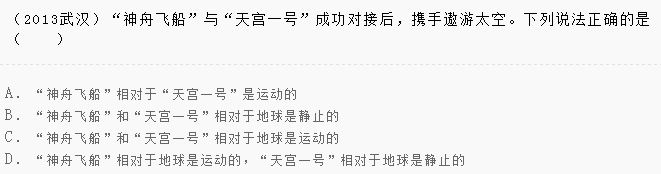 （2013武汉）“神舟飞船”与“天宫一号”成功对接后，携手遨游太空。下列说法正确的是
（　　）
A. “神舟飞船”相对于“天宫一号”是运动的
B. “神舟飞船”和“天宫一号”相对于地球是静止的
C. “神舟飞船”和“天宫一号”相对于地球是运动的
D. “神舟飞船”相对于地球是运动的，“天宫一号”相对于地球是静止的